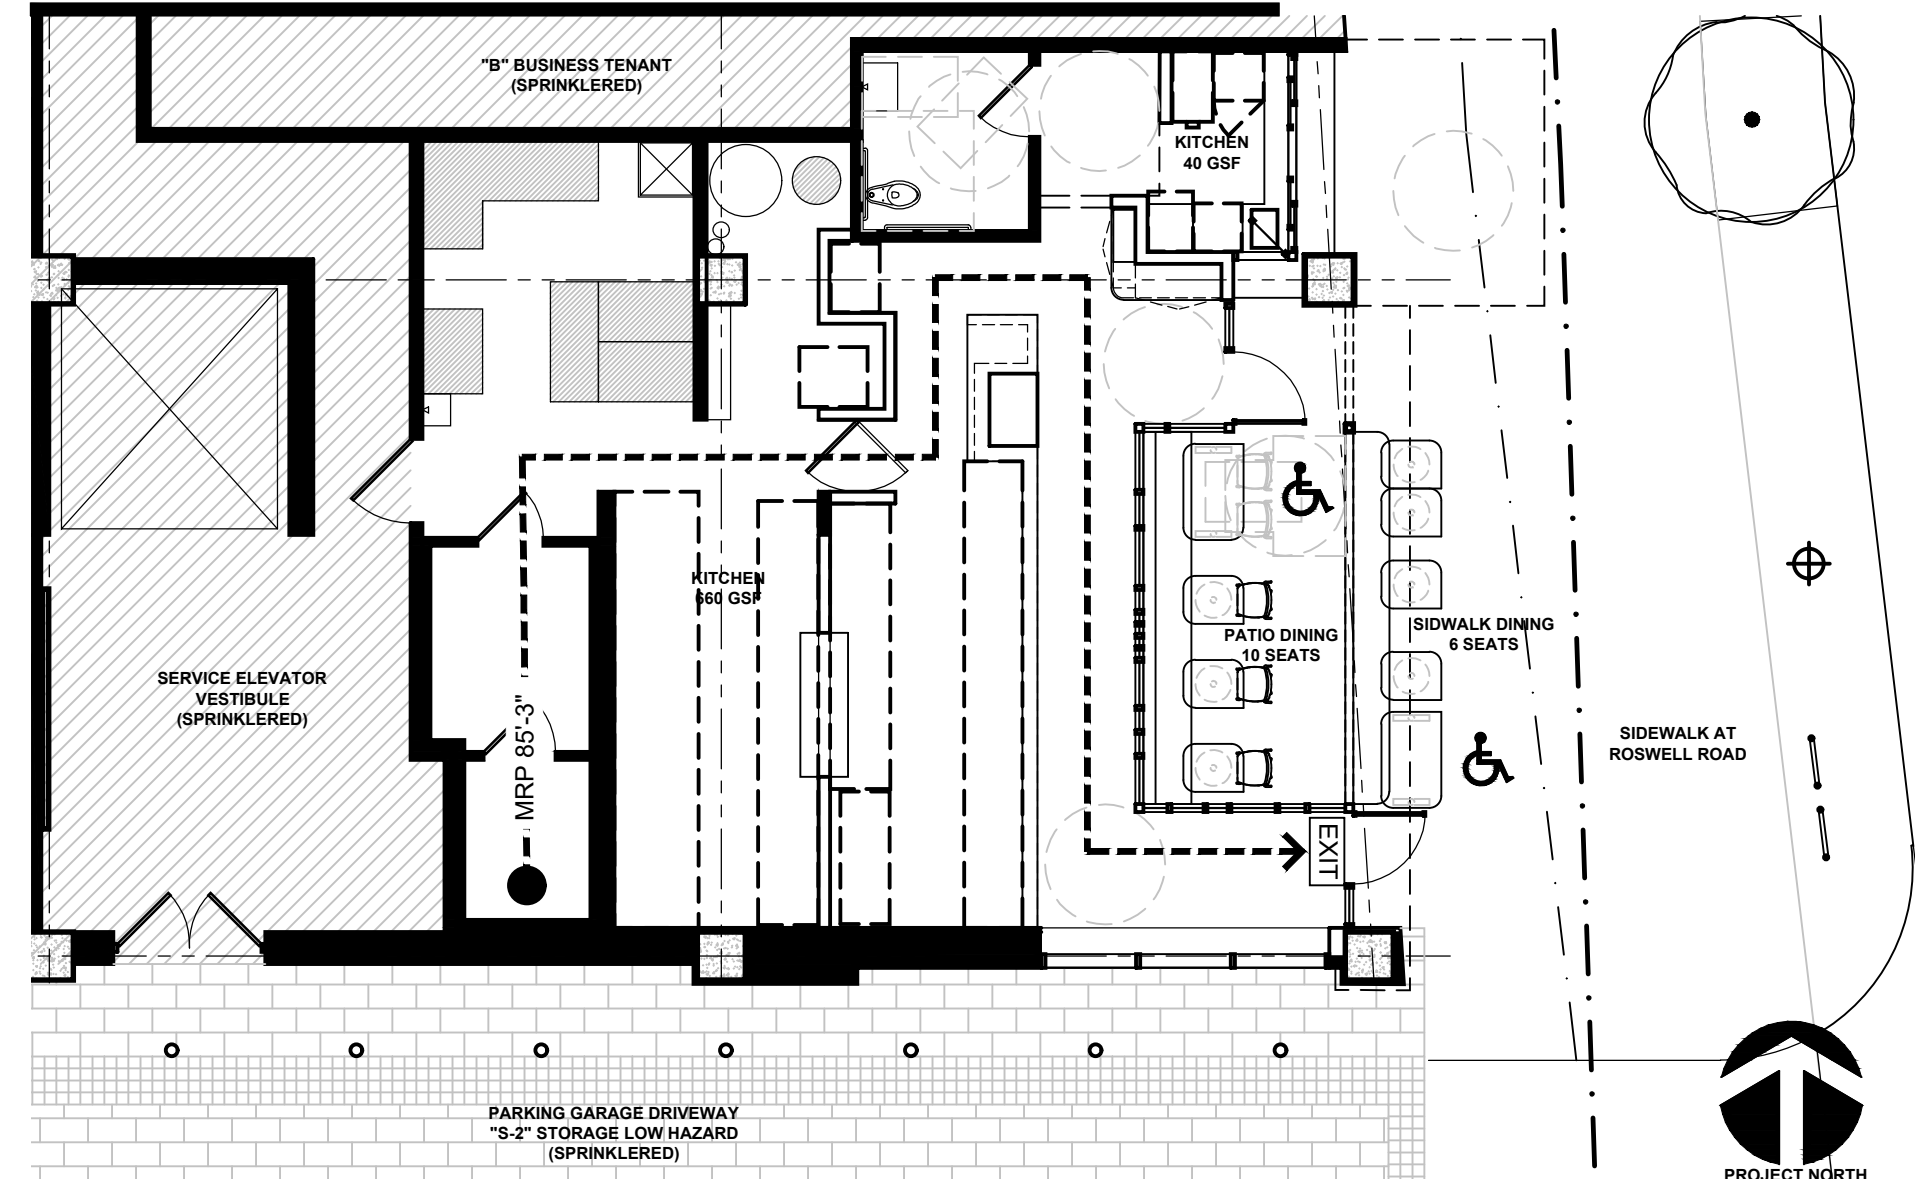 "B" BUSINESS TENANT
(SPRINKLERED)
KITCHEN
40 GSF
KITCHEN
660 GSF
PATIO DINING
10 SEATS
SIDWALK DINING
6 SEATS
SERVICE ELEVATOR
VESTIBULE
(SPRINKLERED)
MRP 85'-3"
SIDEWALK AT
ROSWELL ROAD
EXIT
PARKING GARAGE DRIVEWAY
"S-2" STORAGE LOW HAZARD
(SPRINKLERED)
PROJECT NORTH